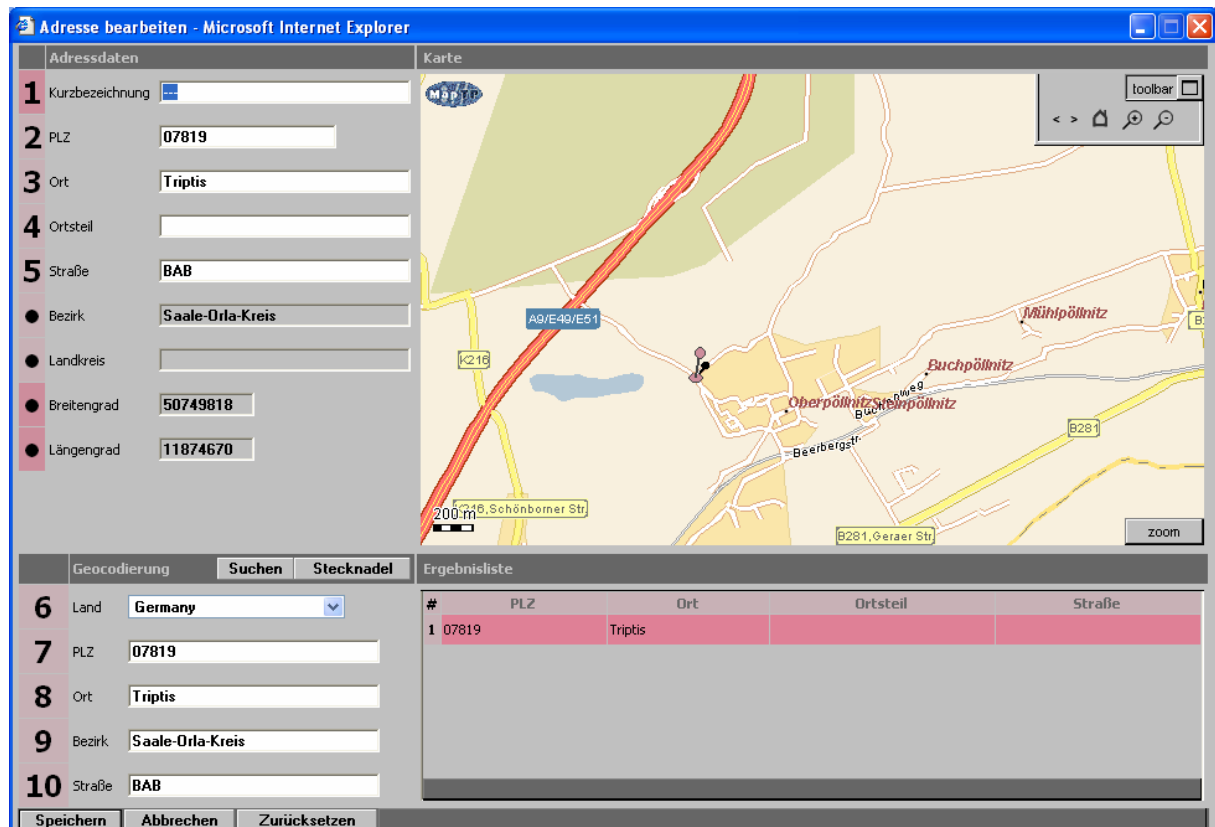 Adresse bearbeiten - Microsoft Internet Explorer
Adressdaten
1 Kurzbezeichnung ---
2 PLZ 07819
3 Ort Triptis
4 Ortsteil
5 Straße BAB
Bezirk Saale-Orla-Kreis
Landkreis
Breitengrad 50749818
Längengrad 11874670
Karte
MapTP
toolbar
< >
A9/E49/E51
Mühlpöllnitz
K216
Buchpöllnitz
Oberpöllnitz
Steinpöllnitz
B281
Beerbergstr.
200 m
K216,Schönborner Str.
B281,Geraer Str.
zoom
Geocodierung Suchen Stecknadel
6 Land Germany
7 PLZ 07819
8 Ort Triptis
9 Bezirk Saale-Orla-Kreis
10 Straße BAB
Ergebnisliste
# PLZ Ort Ortsteil Straße
1 07819 Triptis
Speichern Abbrechen Zurücksetzen